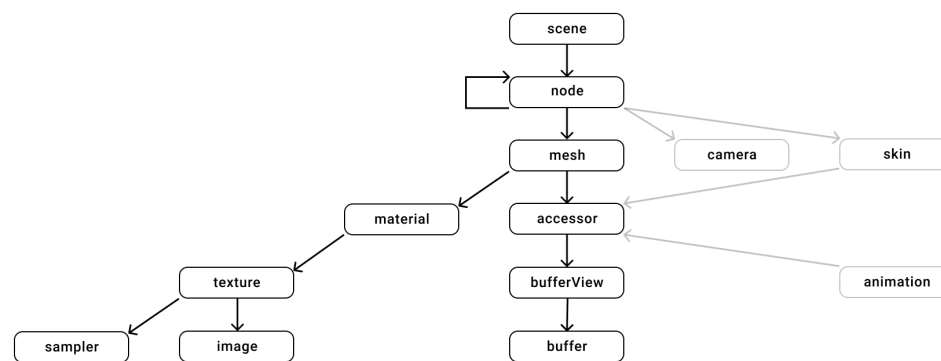 scene
node
mesh
camera
skin
material
accessor
texture
bufferView
animation
sampler
image
buffer